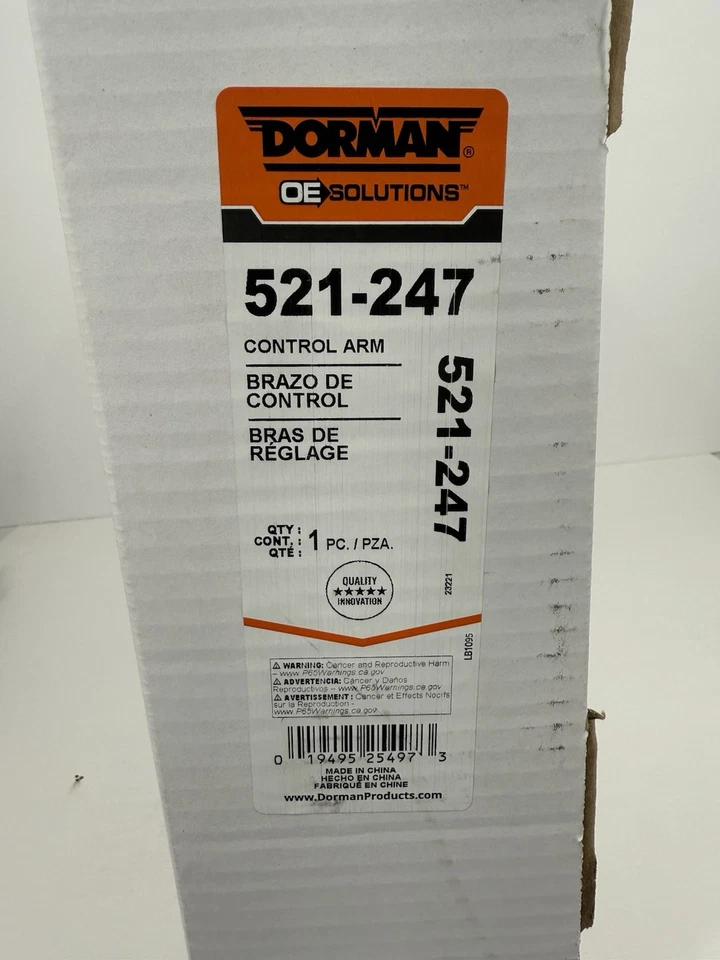 DORMAN®
OE SOLUTIONS™
521-247
CONTROL ARM
BRAZO DE
CONTROL
BRAS DE
RÉGLAGE
521-247
QTY :
CONT. : 1 PC. / PZA.
QTÉ :
QUALITY
★★★★★
INNOVATION
23221
LB1095
⚠ WARNING: Cancer and Reproductive Harm
– www.P65Warnings.ca.gov
⚠ ADVERTENCIA: Cáncer y Daños
Reproductivos – www.P65Warnings.ca.gov
⚠ AVERTISSEMENT : Cancer et Effects Nocifs
sur la Reproduction -
www.P65Warnings.ca.gov
0 19495 25497 3
MADE IN CHINA
HECHO EN CHINA
FABRIQUÉ EN CHINE
www.DormanProducts.com